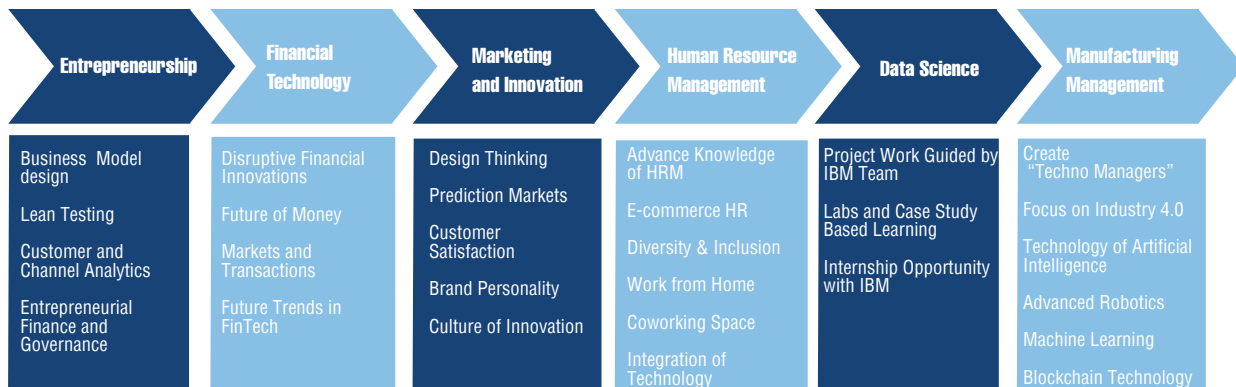 Entrepreneurship
Financial
Technology
Marketing
and Innovation
Human Resource
Management
Data Science
Manufacturing
Management
Business Model
design
Lean Testing
Customer and
Channel Analytics
Entrepreneurial
Finance and
Governance
Disruptive Financial
Innovations
Future of Money
Markets and
Transactions
Future Trends in
FinTech
Design Thinking
Prediction Markets
Customer
Satisfaction
Brand Personality
Culture of Innovation
Advance Knowledge
of HRM
E-commerce HR
Diversity & Inclusion
Work from Home
Coworking Space
Integration of
Technology
Project Work Guided by
IBM Team
Labs and Case Study
Based Learning
Internship Opportunity
with IBM
Create
“Techno Managers”
Focus on Industry 4.0
Technology of Artificial
Intelligence
Advanced Robotics
Machine Learning
Blockchain Technology